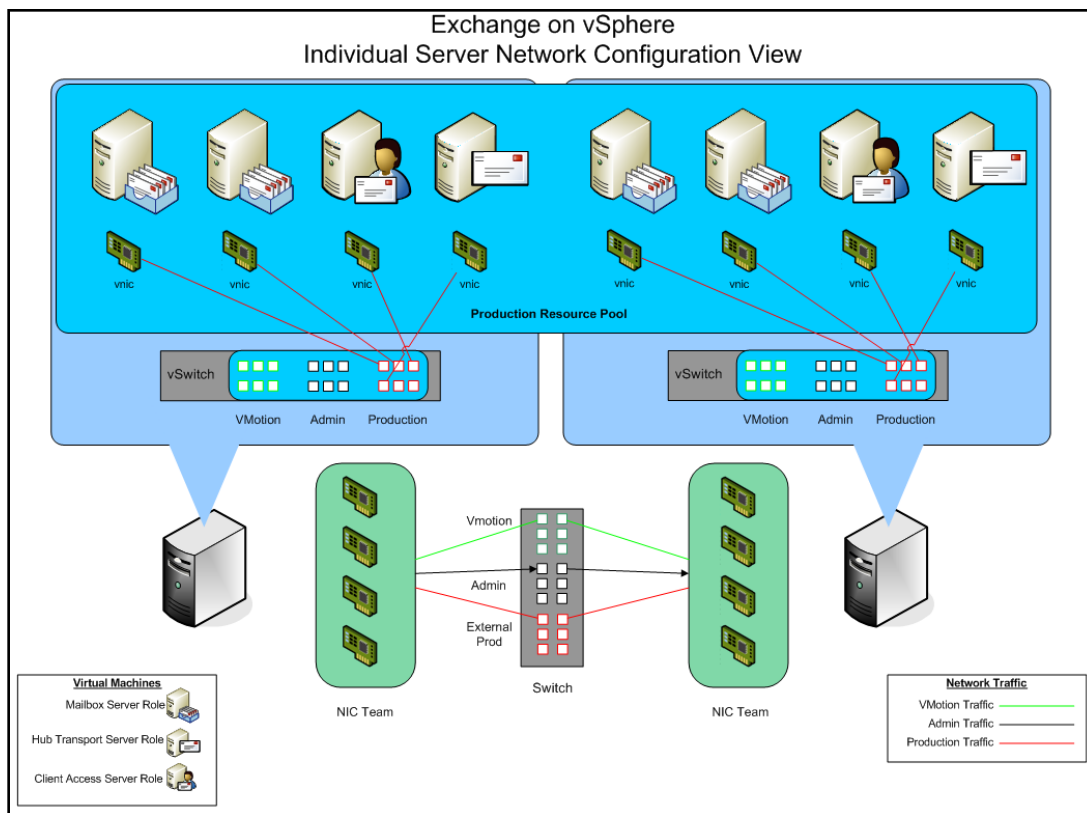 Exchange on vSphere
Individual Server Network Configuration View
vnic
vnic
vnic
vnic
vnic
vnic
vnic
vnic
Production Resource Pool
vSwitch
VMotion
Admin
Production
vSwitch
VMotion
Admin
Production
Vmotion
Admin
External
Prod
Switch
NIC Team
NIC Team
Virtual Machines
Mailbox Server Role
Hub Transport Server Role
Client Access Server Role
Network Traffic
VMotion Traffic
Admin Traffic
Production Traffic